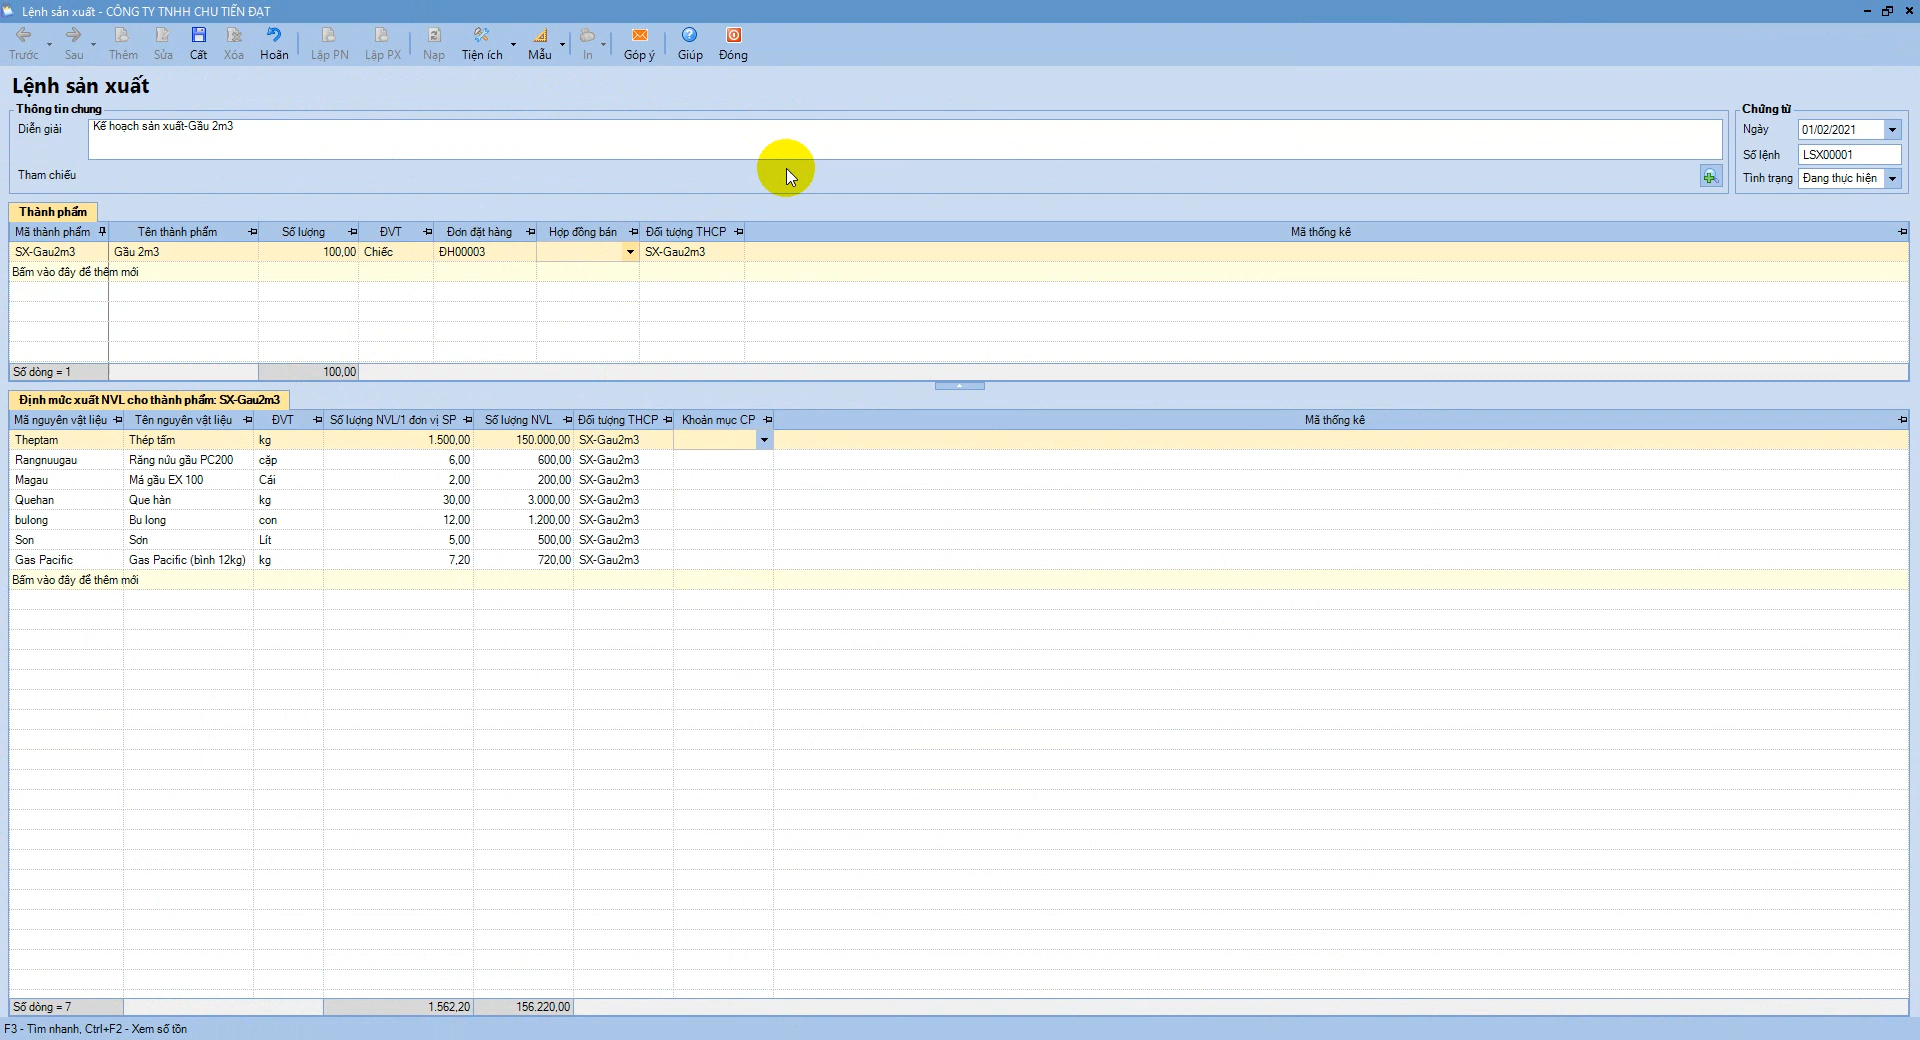 Lệnh sản xuất - CÔNG TY TNHH CHU TIẾN ĐẠT
Trước Sau Thêm Sửa Cất Xóa Hoãn Lập PN Lập PX Nạp Tiện ích Mẫu In Góp ý Giúp Đóng
Lệnh sản xuất
Thông tin chung
Diễn giải Kế hoạch sản xuất-Gầu 2m3
Tham chiếu
Chứng từ
Ngày 01/02/2021
Số lệnh LSX00001
Tình trạng Đang thực hiện
Thành phẩm
Mã thành phẩm Tên thành phẩm Số lượng ĐVT Đơn đặt hàng Hợp đồng bán Đối tượng THCP Mã thống kê
SX-Gau2m3 Gầu 2m3 100,00 Chiếc ĐH00003 SX-Gau2m3
Bấm vào đây để thêm mới
Số dòng = 1 100,00
Định mức xuất NVL cho thành phẩm: SX-Gau2m3
Mã nguyên vật liệu Tên nguyên vật liệu ĐVT Số lượng NVL/1 đơn vị SP Số lượng NVL Đối tượng THCP Khoản mục CP Mã thống kê
Theptam Thép tấm kg 1.500,00 150.000,00 SX-Gau2m3
Rangnuugau Răng nứu gầu PC200 cặp 6,00 600,00 SX-Gau2m3
Magau Má gầu EX 100 Cái 2,00 200,00 SX-Gau2m3
Quehan Que hàn kg 30,00 3.000,00 SX-Gau2m3
bulong Bu long con 12,00 1.200,00 SX-Gau2m3
Son Sơn Lít 5,00 500,00 SX-Gau2m3
Gas Pacific Gas Pacific (bình 12kg) kg 7,20 720,00 SX-Gau2m3
Bấm vào đây để thêm mới
Số dòng = 7 1.562,20 156.220,00
F3 - Tìm nhanh, Ctrl+F2 - Xem số tồn